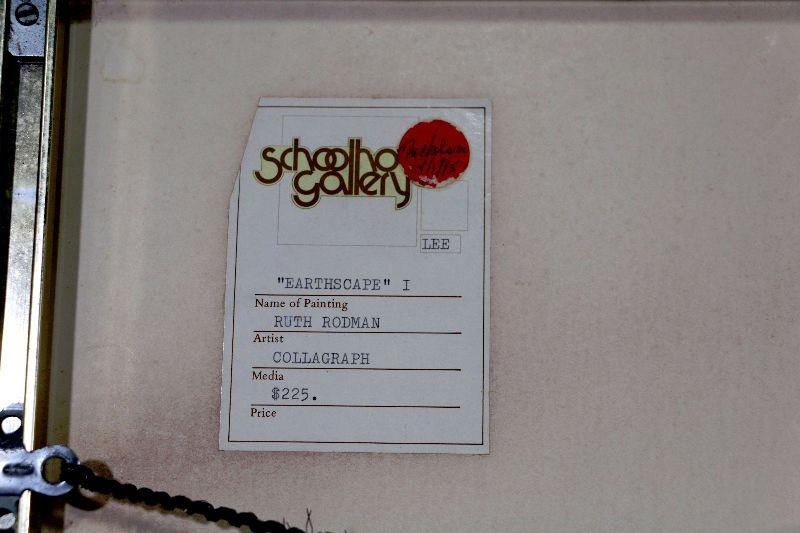 schoolho
gallery
LEE
"EARTHSCAPE" I
Name of Painting
RUTH RODMAN
Artist
COLLAGRAPH
Media
$225.
Price